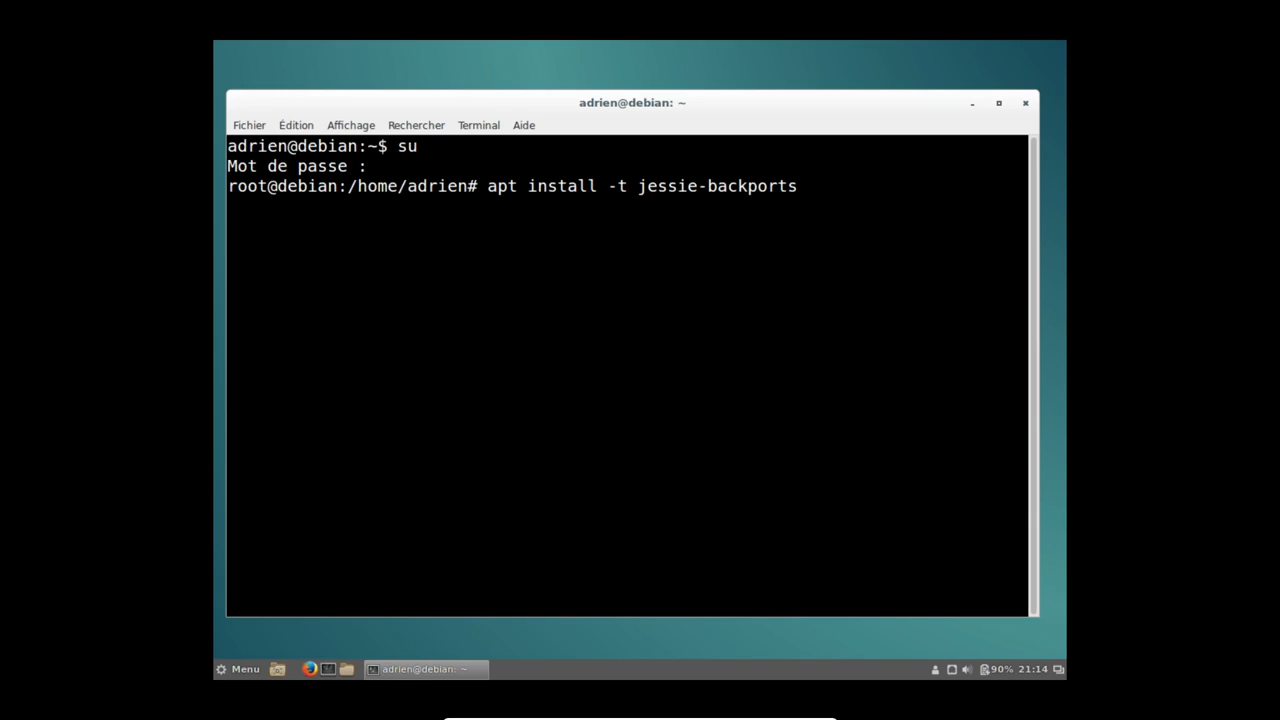 adrien@debian: ~
Fichier Édition Affichage Rechercher Terminal Aide
adrien@debian:~$ su
Mot de passe :
root@debian:/home/adrien# apt install -t jessie-backports
Menu adrien@debian: ~ 90% 21:14